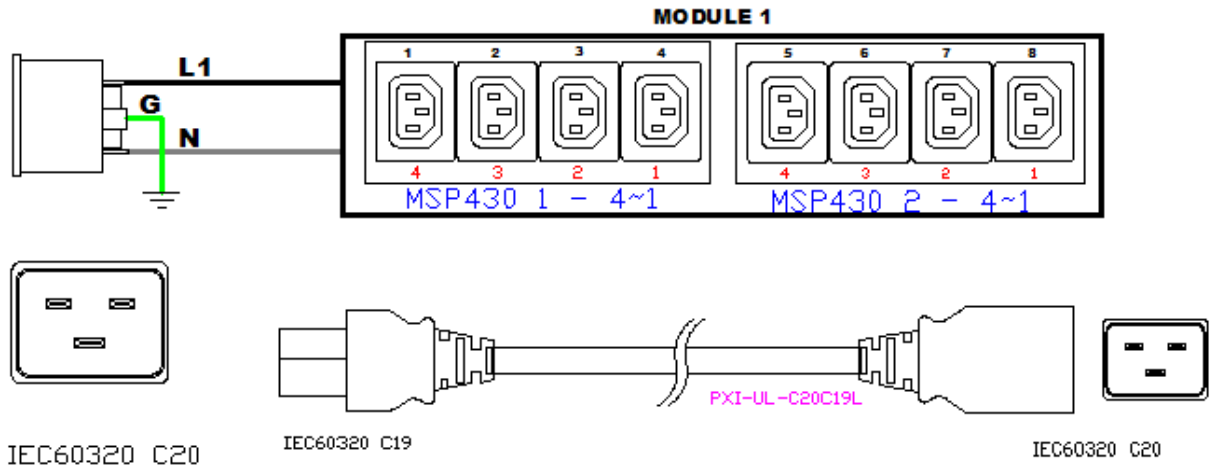 MODULE 1
1 2 3 4 5 6 7 8
L1
G
N
4 3 2 1 4 3 2 1
MSP430 1 - 4~1 MSP430 2 - 4~1
PXI-UL-C20C19L
IEC60320 C20 IEC60320 C19 IEC60320 C20